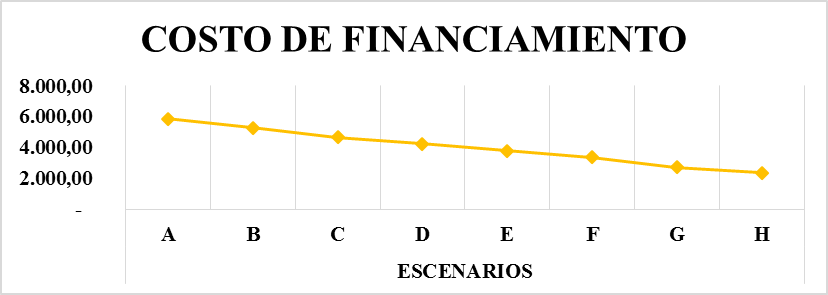 COSTO DE FINANCIAMIENTO
8.000,00
6.000,00
4.000,00
2.000,00
-
A B C D E F G H
ESCENARIOS